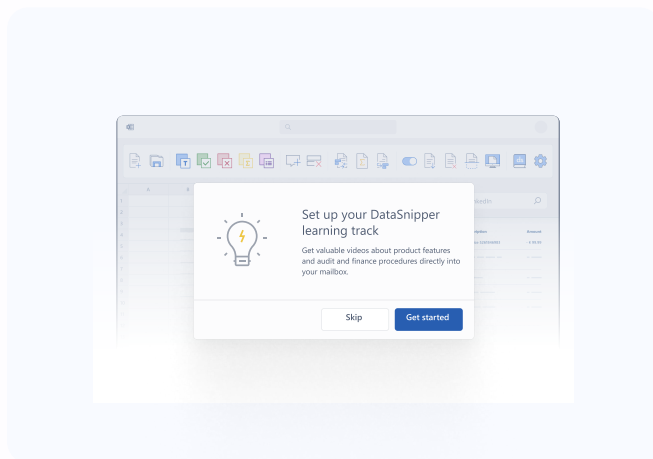 A
B
T
Set up your DataSnipper
learning track
Get valuable videos about product features
and audit and finance procedures directly into
your mailbox.
Skip
Get started
Amount